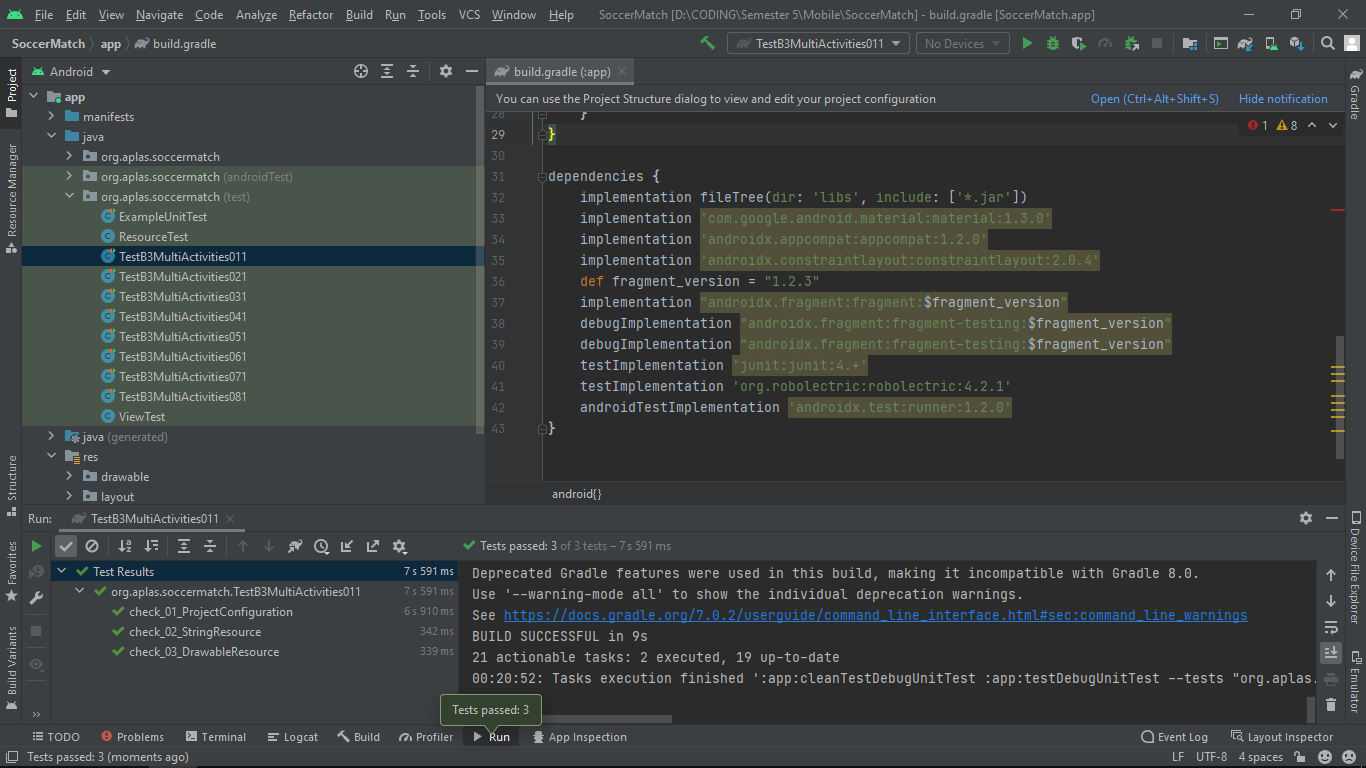 File Edit View Navigate Code Analyze Refactor Build Run Tools VCS Window Help SoccerMatch [D:\CODING\Semester 5\Mobile\SoccerMatch] - build.gradle [SoccerMatch.app]
SoccerMatch app build.gradle TestB3MultiActivities011 No Devices
Project
Resource Manager
Structure
Favorites
Build Variants
Android
app
manifests
java
org.aplas.soccermatch
org.aplas.soccermatch (androidTest)
org.aplas.soccermatch (test)
ExampleUnitTest
ResourceTest
TestB3MultiActivities011
TestB3MultiActivities021
TestB3MultiActivities031
TestB3MultiActivities041
TestB3MultiActivities051
TestB3MultiActivities061
TestB3MultiActivities071
TestB3MultiActivities081
ViewTest
java (generated)
res
drawable
layout
build.gradle (:app)
You can use the Project Structure dialog to view and edit your project configuration Open (Ctrl+Alt+Shift+S) Hide notification
1 8
28 }
29 }
30
31 dependencies {
32 implementation fileTree(dir: 'libs', include: ['*.jar'])
33 implementation 'com.google.android.material:material:1.3.0'
34 implementation 'androidx.appcompat:appcompat:1.2.0'
35 implementation 'androidx.constraintlayout:constraintlayout:2.0.4'
36 def fragment_version = "1.2.3"
37 implementation "androidx.fragment:fragment:$fragment_version"
38 debugImplementation "androidx.fragment:fragment-testing:$fragment_version"
39 debugImplementation "androidx.fragment:fragment-testing:$fragment_version"
40 testImplementation 'junit:junit:4.+'
41 testImplementation 'org.robolectric:robolectric:4.2.1'
42 androidTestImplementation 'androidx.test:runner:1.2.0'
43 }
android{}
Gradle
Device File Explorer
Emulator
Run: TestB3MultiActivities011
Tests passed: 3 of 3 tests – 7 s 591 ms
Test Results 7 s 591 ms
org.aplas.soccermatch.TestB3MultiActivities011 7 s 591 ms
check_01_ProjectConfiguration 6 s 910 ms
check_02_StringResource 342 ms
check_03_DrawableResource 339 ms
Deprecated Gradle features were used in this build, making it incompatible with Gradle 8.0.
Use '--warning-mode all' to show the individual deprecation warnings.
See https://docs.gradle.org/7.0.2/userguide/command_line_interface.html#sec:command_line_warnings
BUILD SUCCESSFUL in 9s
21 actionable tasks: 2 executed, 19 up-to-date
00:20:52: Tasks execution finished ':app:cleanTestDebugUnitTest :app:testDebugUnitTest --tests "org.aplas.
Tests passed: 3
TODO Problems Terminal Logcat Build Profiler Run App Inspection Event Log Layout Inspector
Tests passed: 3 (moments ago) LF UTF-8 4 spaces